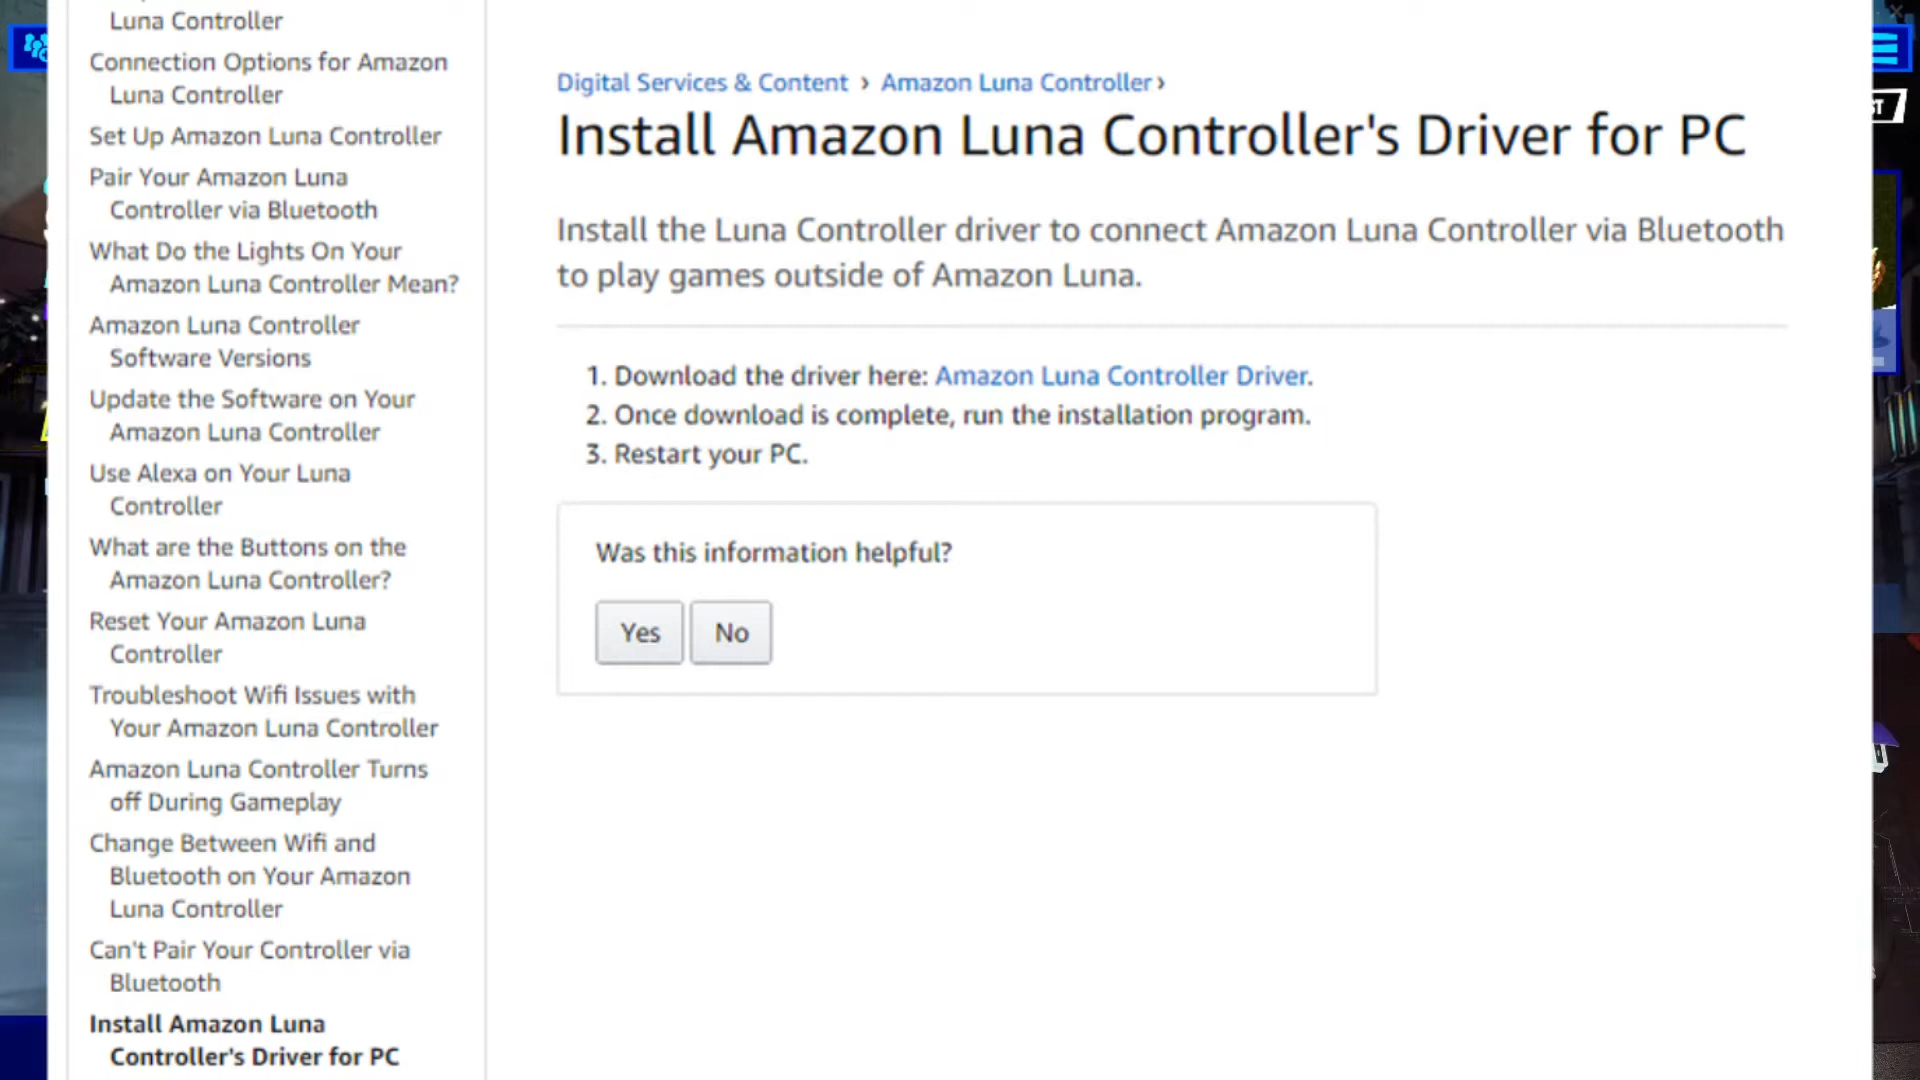 Luna Controller
Connection Options for Amazon
Luna Controller
Set Up Amazon Luna Controller
Pair Your Amazon Luna
Controller via Bluetooth
What Do the Lights On Your
Amazon Luna Controller Mean?
Amazon Luna Controller
Software Versions
Update the Software on Your
Amazon Luna Controller
Use Alexa on Your Luna
Controller
What are the Buttons on the
Amazon Luna Controller?
Reset Your Amazon Luna
Controller
Troubleshoot Wifi Issues with
Your Amazon Luna Controller
Amazon Luna Controller Turns
off During Gameplay
Change Between Wifi and
Bluetooth on Your Amazon
Luna Controller
Can't Pair Your Controller via
Bluetooth
Install Amazon Luna
Controller's Driver for PC
Digital Services & Content › Amazon Luna Controller ›
Install Amazon Luna Controller's Driver for PC
Install the Luna Controller driver to connect Amazon Luna Controller via Bluetooth
to play games outside of Amazon Luna.
1. Download the driver here: Amazon Luna Controller Driver.
2. Once download is complete, run the installation program.
3. Restart your PC.
Was this information helpful?
Yes No